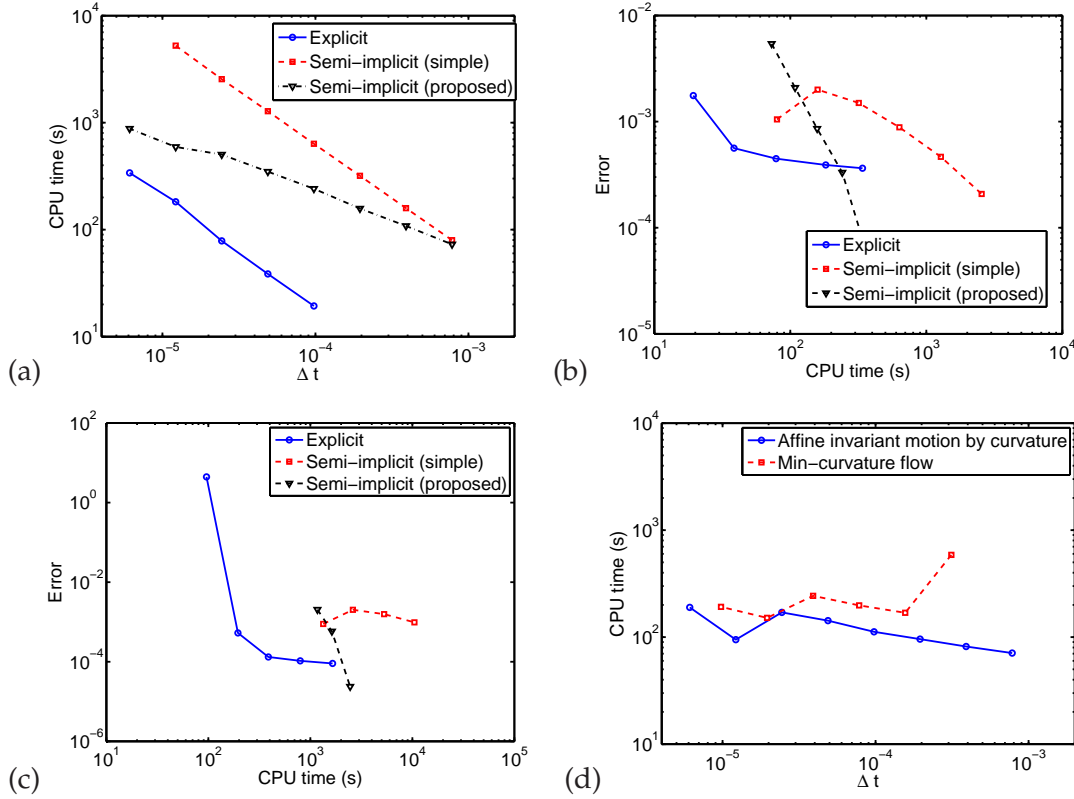 10^4
10^3
10^2
10^1
CPU time (s)
10^-5
10^-4
10^-3
Δ t
Explicit
Semi-implicit (simple)
Semi-implicit (proposed)
(a)
10^-2
10^-3
10^-4
10^-5
Error
10^1
10^2
10^3
10^4
CPU time (s)
Explicit
Semi-implicit (simple)
Semi-implicit (proposed)
(b)
10^2
10^0
10^-2
10^-4
10^-6
Error
10^1
10^2
10^3
10^4
10^5
CPU time (s)
Explicit
Semi-implicit (simple)
Semi-implicit (proposed)
(c)
10^4
10^3
10^2
10^1
CPU time (s)
10^-5
10^-4
10^-3
Δ t
Affine invariant motion by curvature
Min-curvature flow
(d)